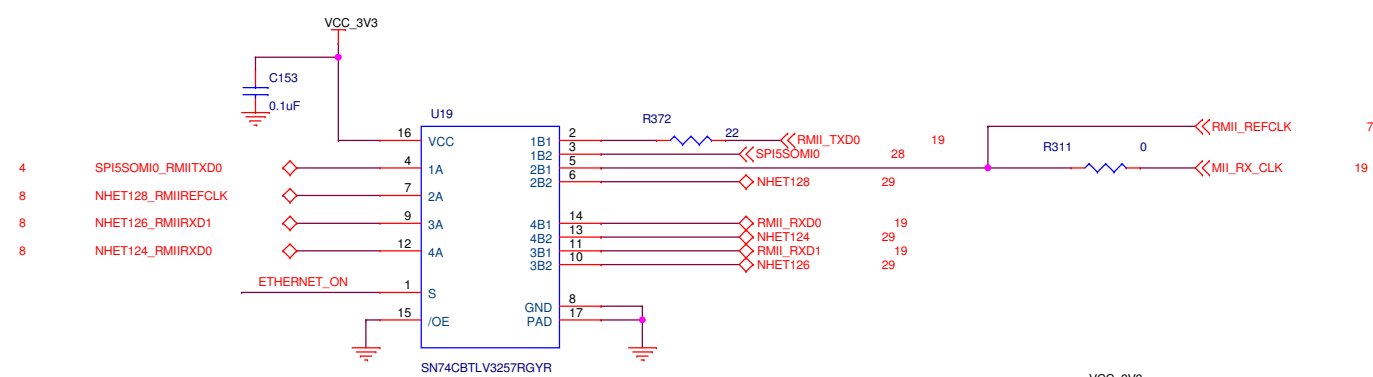 VCC_3V3
C153
0.1uF
U19
R372
16 VCC 1B1 2 22 RMII_TXD0 19
1B2 3 SPI5SOMI0 28
RMII_REFCLK 7
R311 0
4 SPI5SOMI0_RMIITXD0 4 1A 2B1 5 MII_RX_CLK 19
2B2 6 NHET128 29
8 NHET128_RMIIREFCLK 7 2A
8 NHET126_RMIIRXD1 9 3A 4B1 14 RMII_RXD0 19
4B2 13 NHET124 29
8 NHET124_RMIIRXD0 12 4A 3B1 11 RMII_RXD1 19
3B2 10 NHET126 29
ETHERNET_ON 1 S
GND 8
15 /OE PAD 17
SN74CBTLV3257RGYR